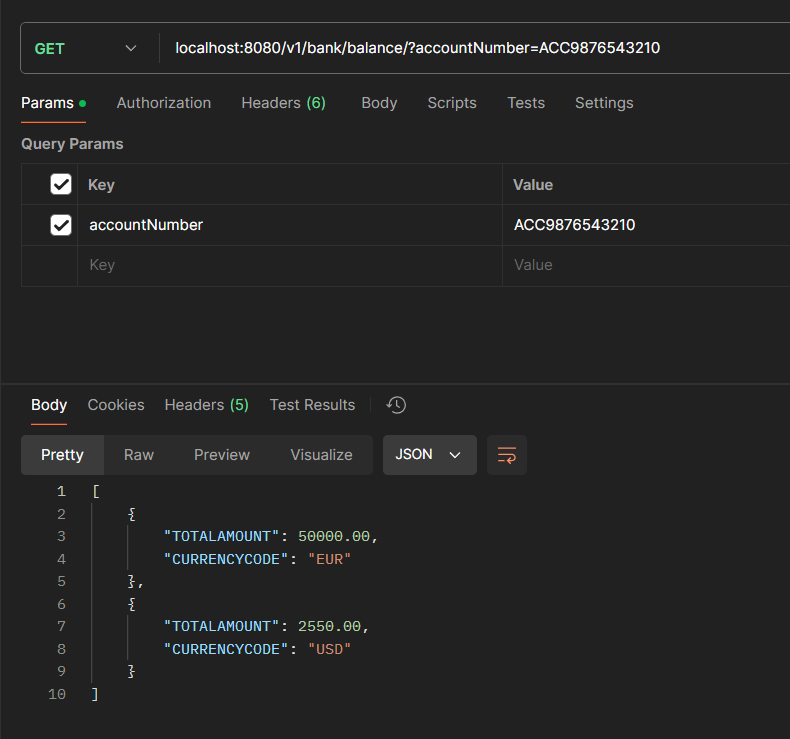 GET localhost:8080/v1/bank/balance/?accountNumber=ACC9876543210
Params Authorization Headers (6) Body Scripts Tests Settings
Query Params
Key Value
accountNumber ACC9876543210
Key Value
Body Cookies Headers (5) Test Results
Pretty Raw Preview Visualize JSON
1 [
2 {
3 "TOTALAMOUNT": 50000.00,
4 "CURRENCYCODE": "EUR"
5 },
6 {
7 "TOTALAMOUNT": 2550.00,
8 "CURRENCYCODE": "USD"
9 }
10 ]